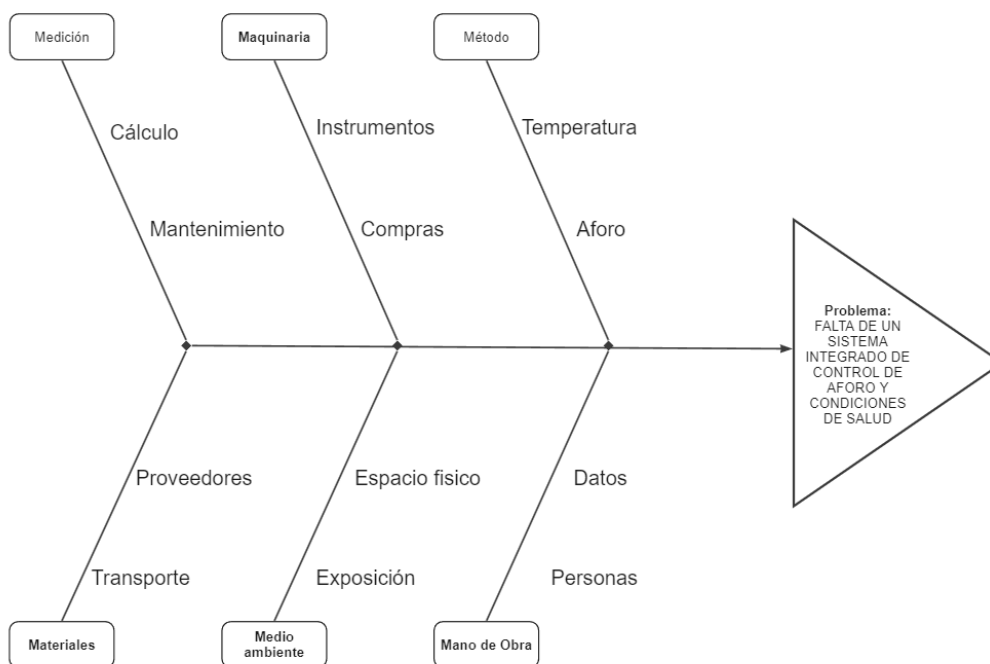 Medición
Maquinaria
Método
Cálculo
Instrumentos
Temperatura
Mantenimiento
Compras
Aforo
Problema:
FALTA DE UN
SISTEMA
INTEGRADO DE
CONTROL DE
AFORO Y
CONDICIONES
DE SALUD
Proveedores
Espacio fisico
Datos
Transporte
Exposición
Personas
Materiales
Medio
ambiente
Mano de Obra